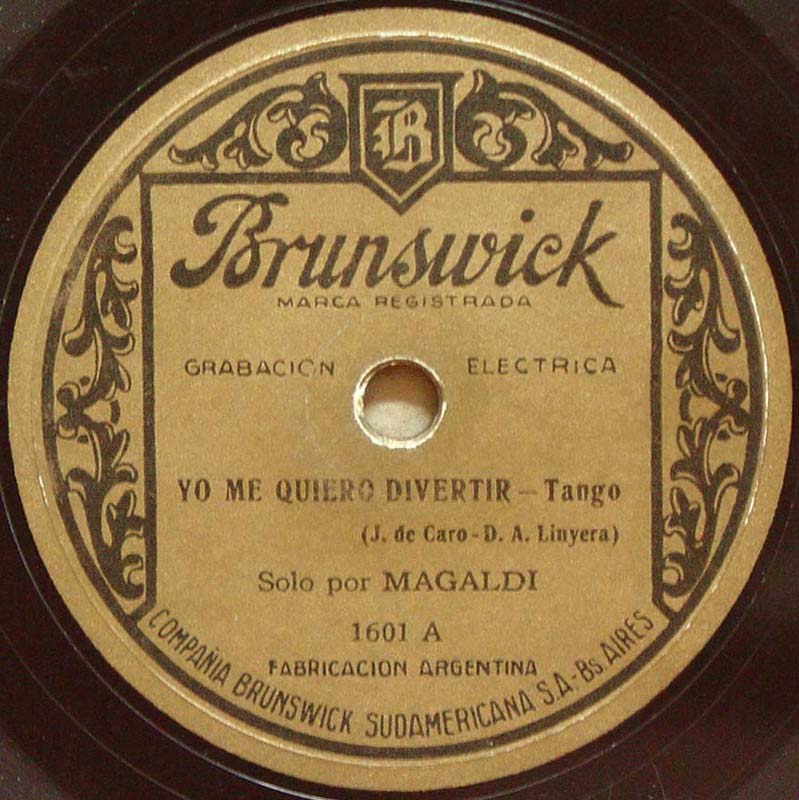 B
Brunswick
MARCA REGISTRADA
GRABACION ELECTRICA
YO ME QUIERO DIVERTIR — Tango
(J. de Caro - D. A. Linyera)
Solo por MAGALDI
1601 A
FABRICACION ARGENTINA
COMPAÑIA BRUNSWICK SUDAMERICANA S.A.-Bs. AIRES